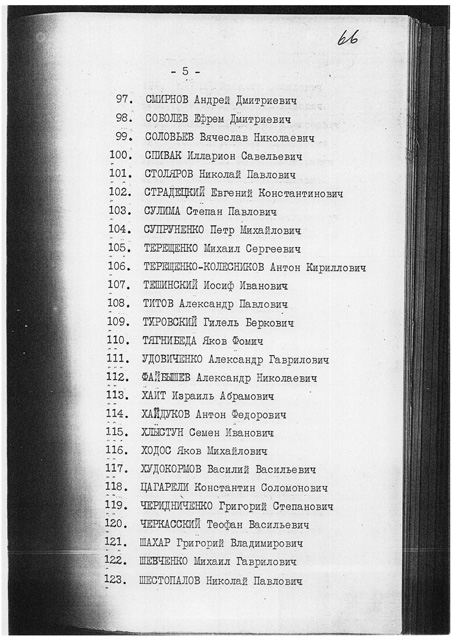 66
- 5 -
97. СМИРНОВ Андрей Дмитриевич
98. СОБОЛЕВ Ефрем Дмитриевич
99. СОЛОВЬЕВ Вячеслав Николаевич
100. СПИВАК Илларион Савельевич
101. СТОЛЯРОВ Николай Павлович
102. СТРАДЕЦКИЙ Евгений Константинович
103. СУЛИМА Степан Павлович
104. СУПРУНЕНКО Петр Михайлович
105. ТЕРЕЩЕНКО Михаил Сергеевич
106. ТЕРЕЩЕНКО-КОЛЕСНИКОВ Антон Кириллович
107. ТЕШИНСКИЙ Иосиф Иванович
108. ТИТОВ Александр Павлович
109. ТУРОВСКИЙ Гилель Беркович
110. ТЯГНИБЕДА Яков Фомич
111. УДОВИЧЕНКО Александр Гаврилович
112. ФАЙБЫШЕВ Александр Николаевич
113. ХАИТ Израиль Абрамович
114. ХАЙДУКОВ Антон Федорович
115. ХЛЫСТУН Семен Иванович
116. ХОДОС Яков Михайлович
117. ХУДОКОРМОВ Василий Васильевич
118. ЦАГАРЕЛИ Константин Соломонович
119. ЧЕРИДНИЧЕНКО Григорий Степанович
120. ЧЕРКАССКИЙ Теофан Васильевич
121. ШАХАР Григорий Владимирович
122. ШЕВЧЕНКО Михаил Гаврилович
123. ШЕСТОПАЛОВ Николай Павлович